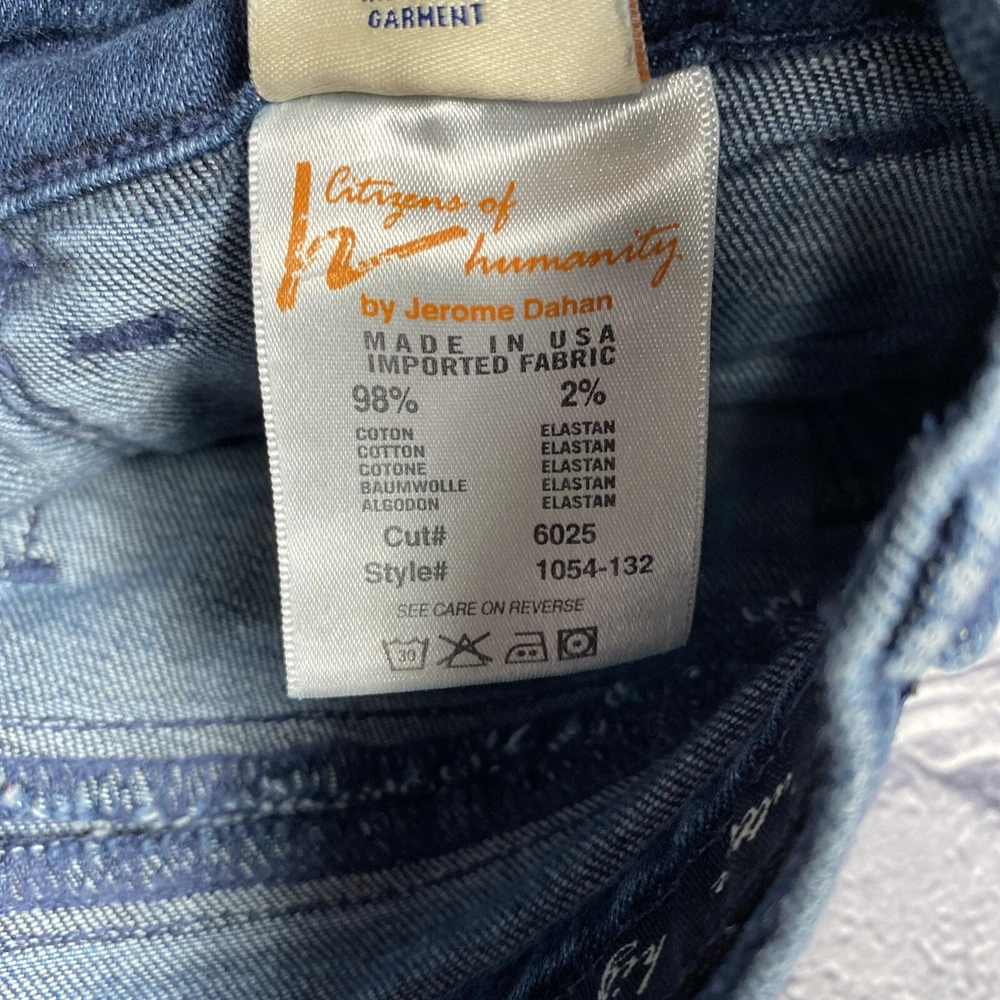 GARMENT
Citizens of
humanity
by Jerome Dahan
MADE IN USA
IMPORTED FABRIC
98% 2%
COTON ELASTAN
COTTON ELASTAN
COTONE ELASTAN
BAUMWOLLE ELASTAN
ALGODON ELASTAN
Cut# 6025
Style# 1054-132
SEE CARE ON REVERSE
30